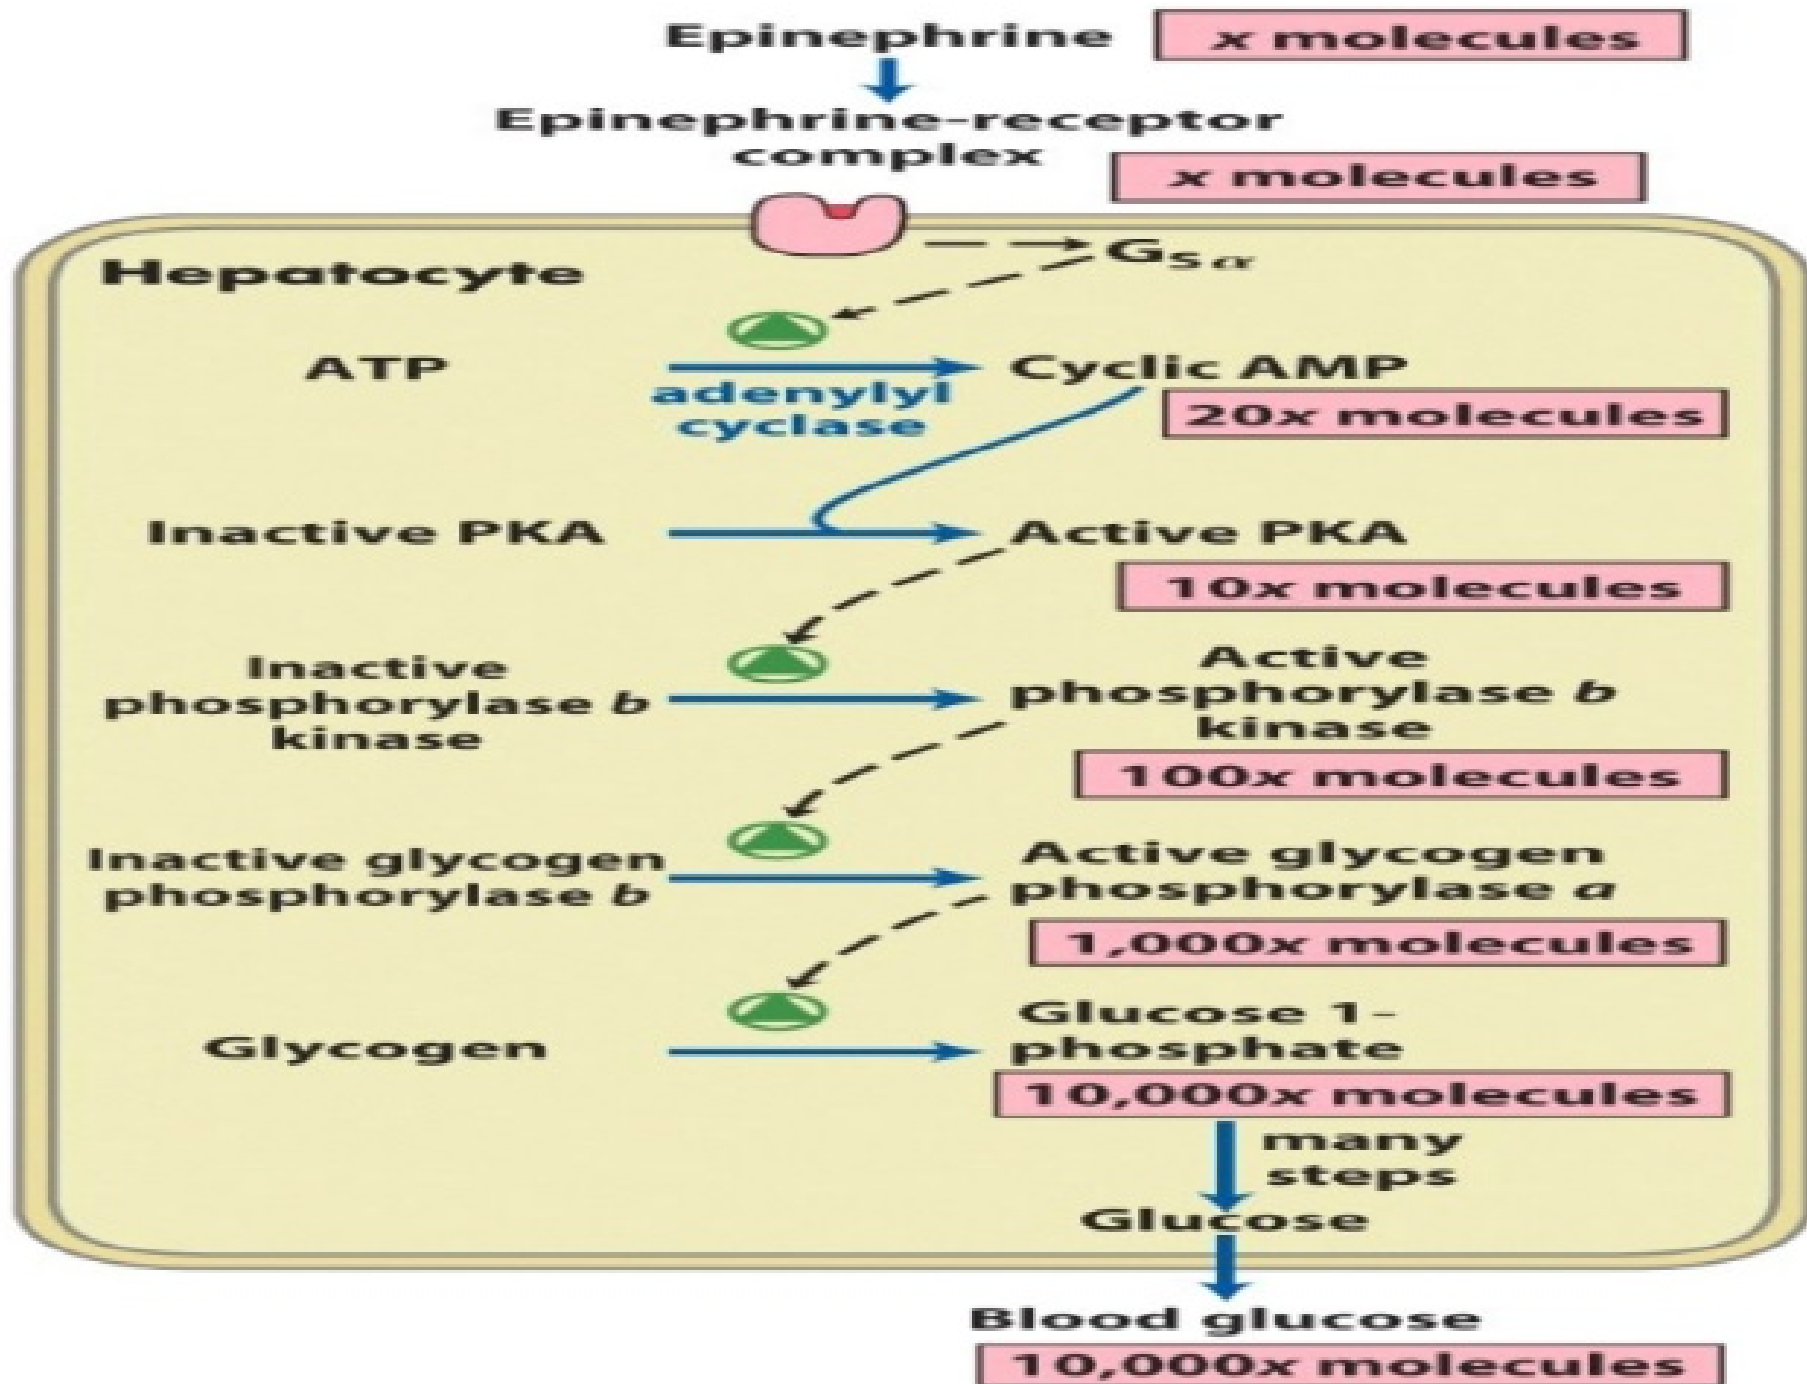 Epinephrine
x molecules
Epinephrine-receptor
complex
x molecules
Hepatocyte
Gsα
ATP
adenylyl
cyclase
Cyclic AMP
20x molecules
Inactive PKA
Active PKA
10x molecules
Inactive
phosphorylase b
kinase
Active
phosphorylase b
kinase
100x molecules
Inactive glycogen
phosphorylase b
Active glycogen
phosphorylase a
1,000x molecules
Glycogen
Glucose 1-
phosphate
10,000x molecules
many
steps
Glucose
Blood glucose
10,000x molecules